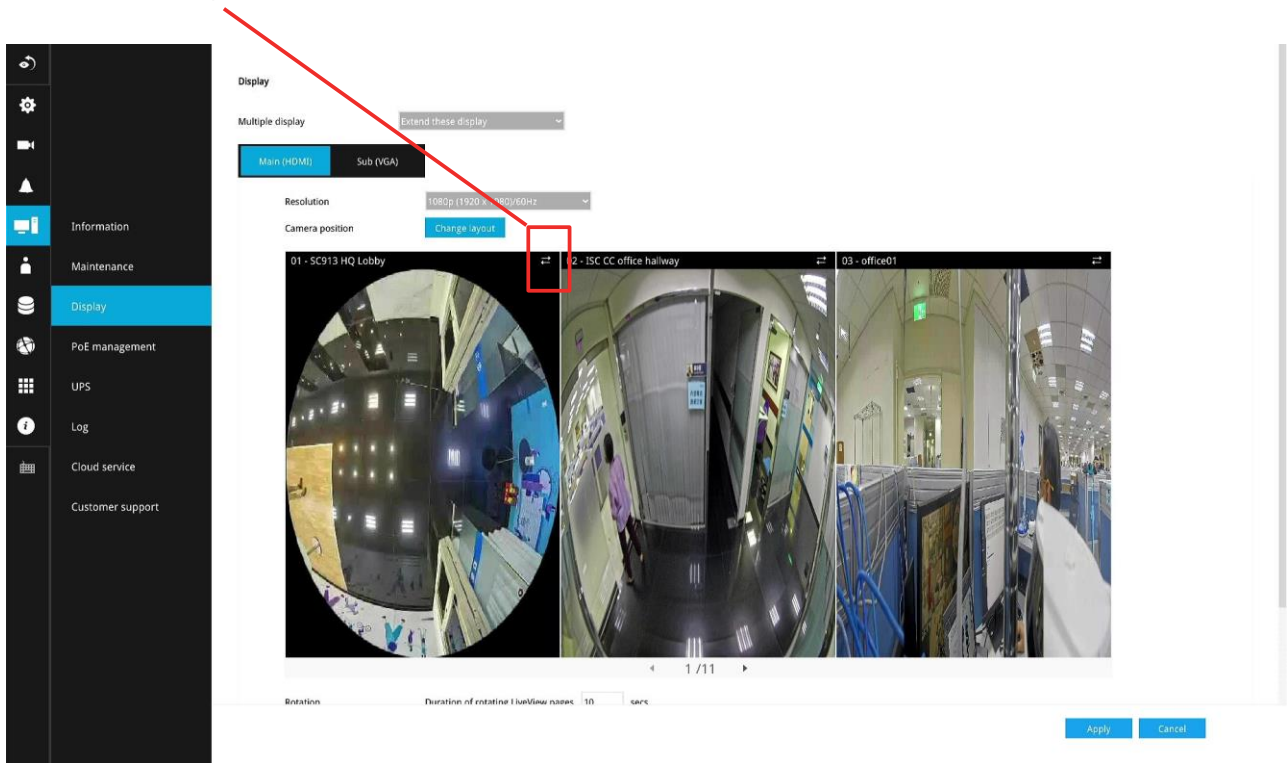 Display
Multiple display Extend these display
Main (HDMI) Sub (VGA)
Resolution 1080p (1920 x 1080)/60Hz
Information
Camera position Change layout
01 - SC913 HQ Lobby
02 - ISC CC office hallway
03 - office01
Maintenance
Display
PoE management
UPS
Log
Cloud service
Customer support
1 /11
Rotation Duration of rotating LiveView pages 10 secs
Apply Cancel